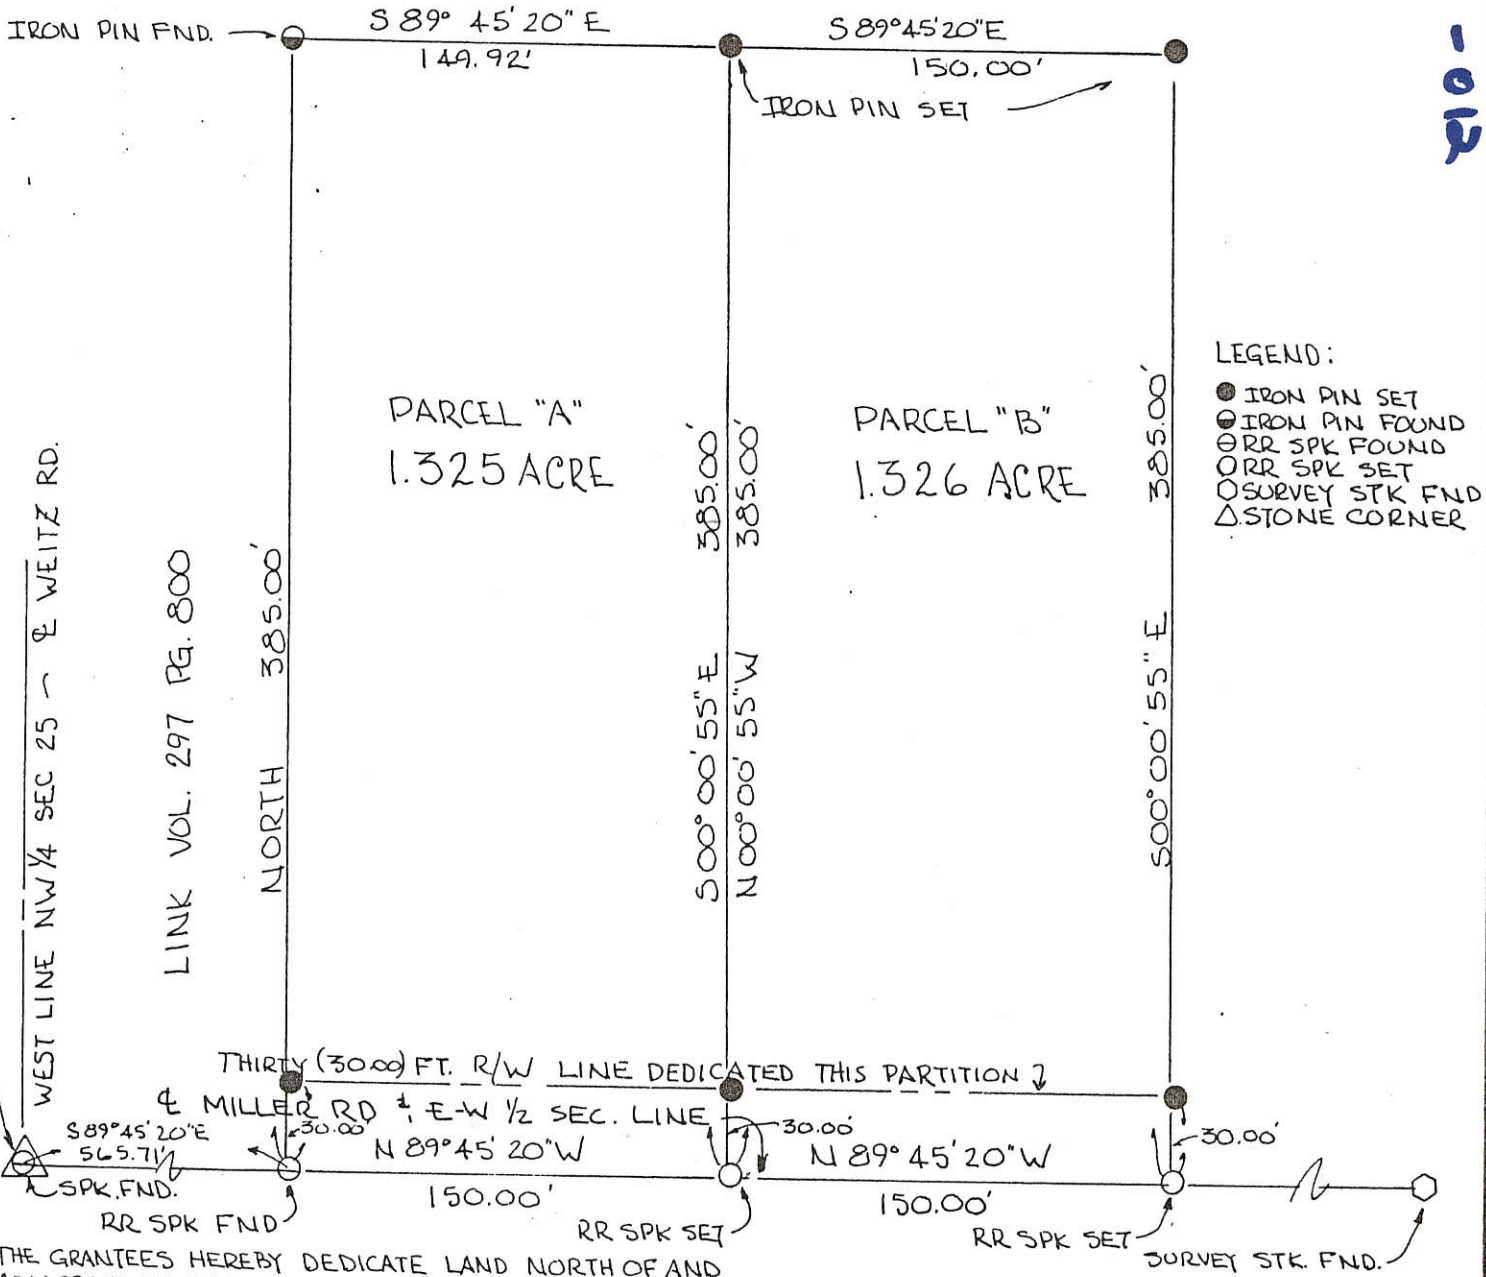 IRON PIN FND.
S 89° 45' 20" E
149.92'
S 89° 45' 20" E
150.00'
IRON PIN SET
LEGEND:
IRON PIN SET
IRON PIN FOUND
RR SPK FOUND
RR SPK SET
SURVEY STK FND
STONE CORNER
PARCEL "A"
1.325 ACRE
PARCEL "B"
1.326 ACRE
WEST LINE NW 1/4 SEC 25 - ℄ WEITZ RD.
LINK VOL. 297 PG. 800
NORTH 385.00'
S 00° 00' 55" E 385.00'
N 00° 00' 55" W 385.00'
S 00° 00' 55" E 385.00'
THIRTY (30.00) FT. R/W LINE DEDICATED THIS PARTITION
℄ MILLER RD & E-W 1/2 SEC. LINE
30.00'
30.00'
30.00'
S 89° 45' 20" E
565.71'
N 89° 45' 20" W
150.00'
N 89° 45' 20" W
150.00'
SPK. FND.
RR SPK FND
RR SPK SET
RR SPK SET
SURVEY STK. FND.
THE GRANTEES HEREBY DEDICATE LAND NORTH OF AND